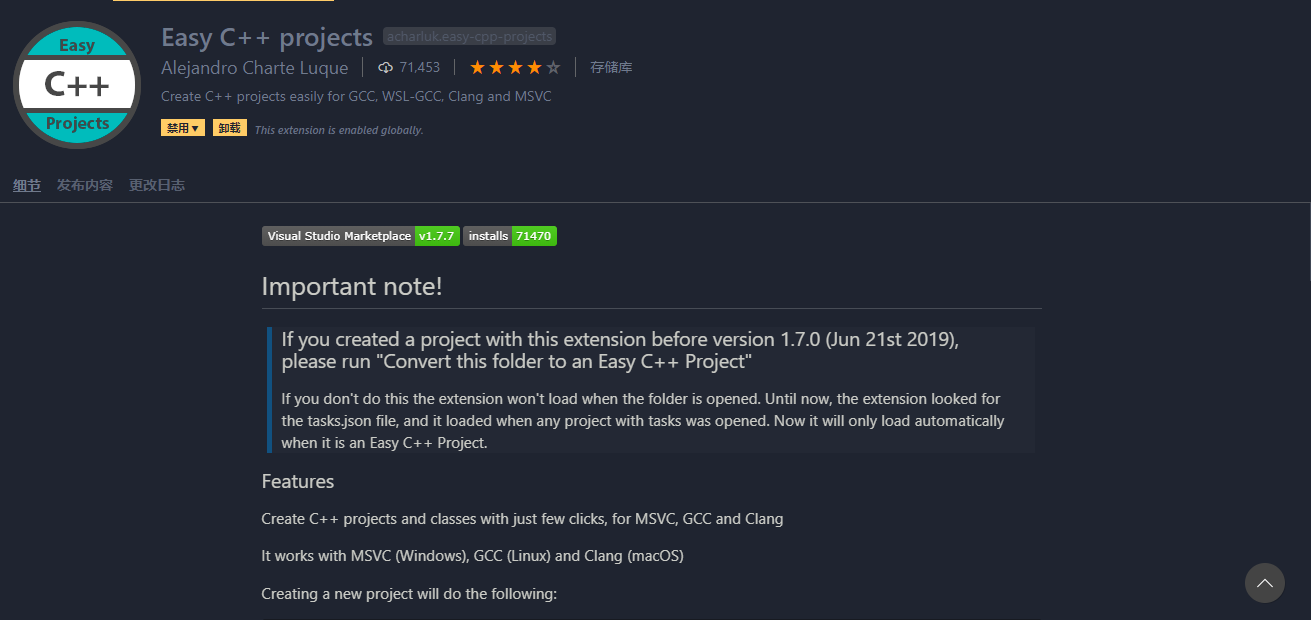 Easy
C++
Projects
Easy C++ projects acharluk.easy-cpp-projects
Alejandro Charte Luque 71,453 存储库
Create C++ projects easily for GCC, WSL-GCC, Clang and MSVC
禁用 卸载 This extension is enabled globally.
细节 发布内容 更改日志
Visual Studio Marketplace v1.7.7 installs 71470
Important note!
If you created a project with this extension before version 1.7.0 (Jun 21st 2019),
please run "Convert this folder to an Easy C++ Project"
If you don't do this the extension won't load when the folder is opened. Until now, the extension looked for
the tasks.json file, and it loaded when any project with tasks was opened. Now it will only load automatically
when it is an Easy C++ Project.
Features
Create C++ projects and classes with just few clicks, for MSVC, GCC and Clang
It works with MSVC (Windows), GCC (Linux) and Clang (macOS)
Creating a new project will do the following: